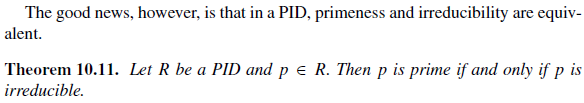 The good news, however, is that in a PID, primeness and irreducibility are equiv-
alent.
Theorem 10.11. Let R be a PID and p ∈ R. Then p is prime if and only if p is
irreducible.